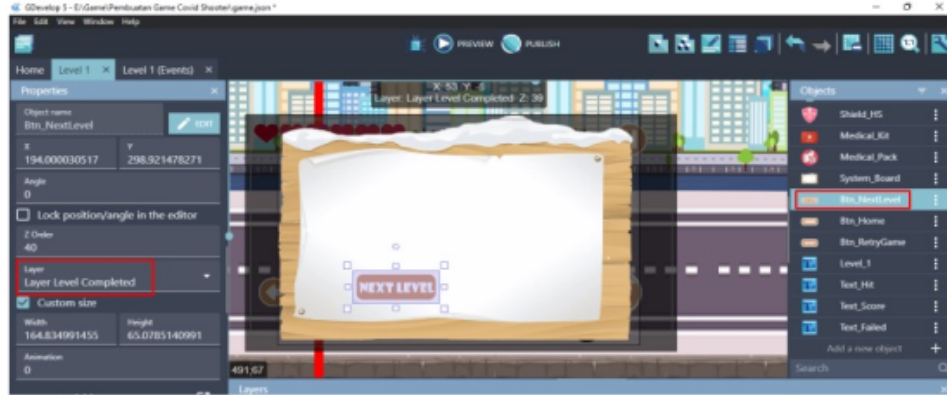 GDevelop 5 - E:\Game\Pembuatan Game Covid Shooter\game.json *
File Edit View Window Help
PREVIEW PUBLISH
Home Level 1 × Level 1 (Events) ×
Properties ×
Object name
Btn_NextLevel
EDIT
X Y
194.000030517 298.921478271
Angle
0
Lock position/angle in the editor
Z Order
40
Layer
Layer Level Completed
Custom size
Width Height
164.834991455 65.0785140991
Animation
0
Layer: Layer Level Completed Z: 39
NEXT LEVEL
491;67
Layers
Objects
Shield_HS
Medical_Kit
Medical_Pack
System_Board
Btn_NextLevel
Btn_Home
Btn_RetryGame
Level_1
Text_Hit
Text_Score
Text_Failed
Add a new object +
Search